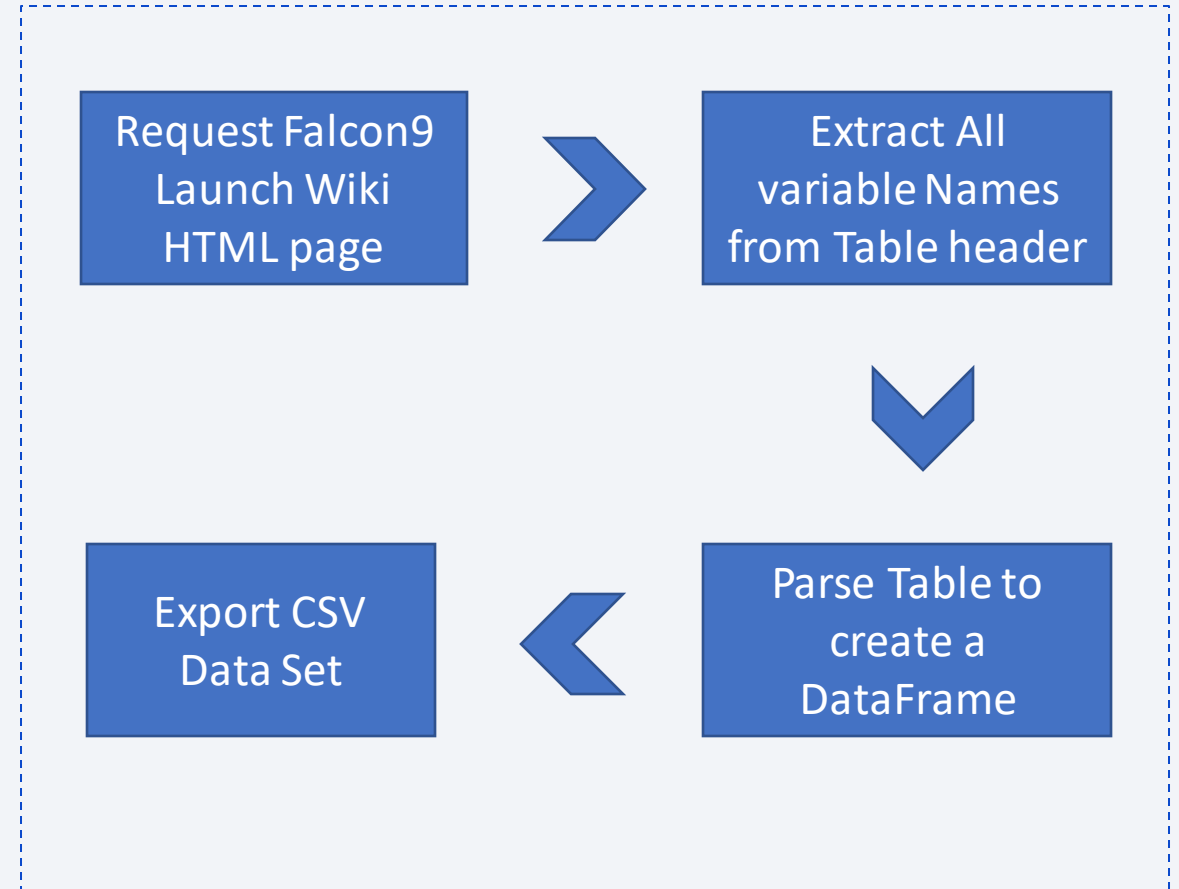 Request Falcon9
Launch Wiki
HTML page
Extract All
variable Names
from Table header
Parse Table to
create a
DataFrame
Export CSV
Data Set